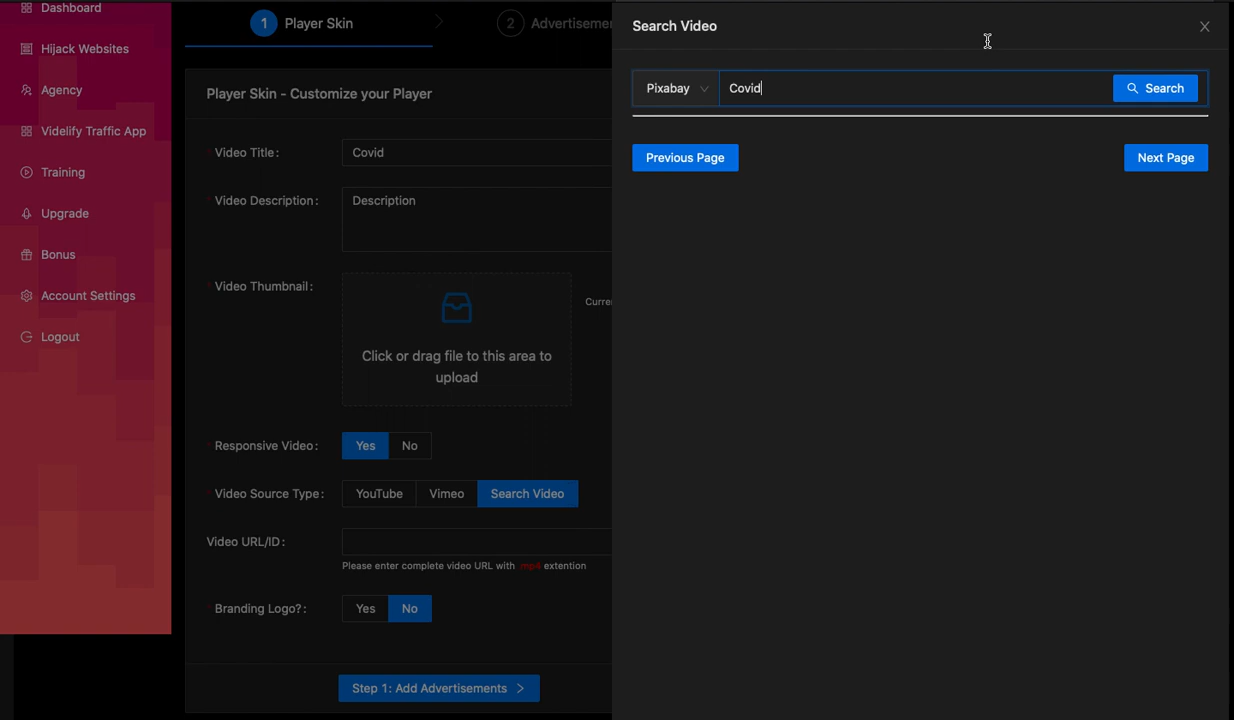 Dashboard
Hijack Websites
Agency
Videlify Traffic App
Training
Upgrade
Bonus
Account Settings
Logout
1 Player Skin
2 Advertisemen
Player Skin - Customize your Player
* Video Title:
Covid
* Video Description:
Description
* Video Thumbnail:
Click or drag file to this area to
upload
Curre
* Responsive Video:
Yes No
* Video Source Type:
YouTube Vimeo Search Video
Video URL/ID:
Please enter complete video URL with .mp4 extention
* Branding Logo?:
Yes No
Step 1: Add Advertisements >
Search Video
Pixabay
Covid
Search
Previous Page
Next Page